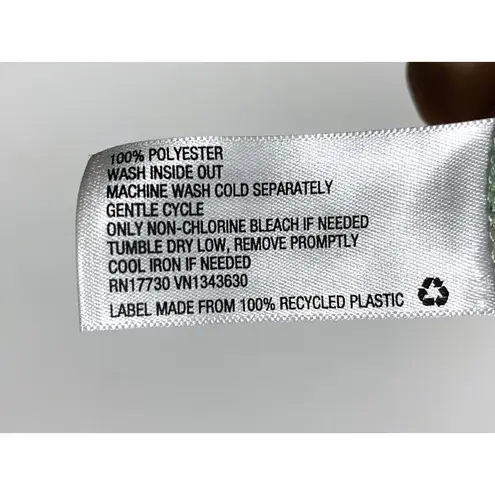 100% POLYESTER
WASH INSIDE OUT
MACHINE WASH COLD SEPARATELY
GENTLE CYCLE
ONLY NON-CHLORINE BLEACH IF NEEDED
TUMBLE DRY LOW, REMOVE PROMPTLY
COOL IRON IF NEEDED
RN17730 VN1343630
LABEL MADE FROM 100% RECYCLED PLASTIC